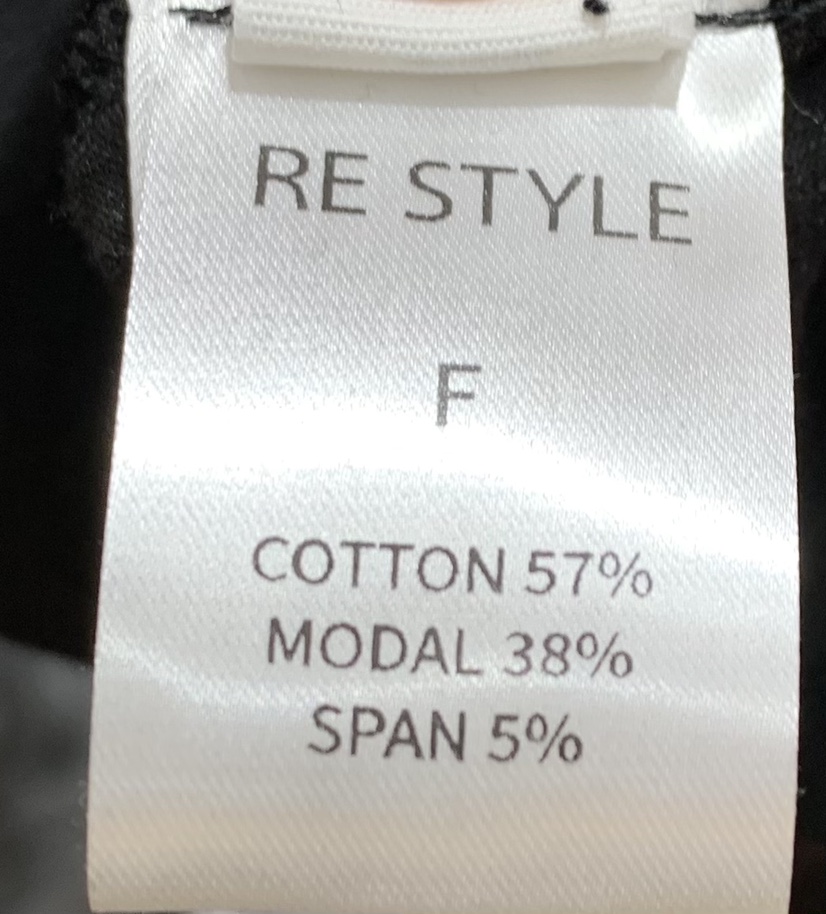 RE STYLE
F
COTTON 57%
MODAL 38%
SPAN 5%